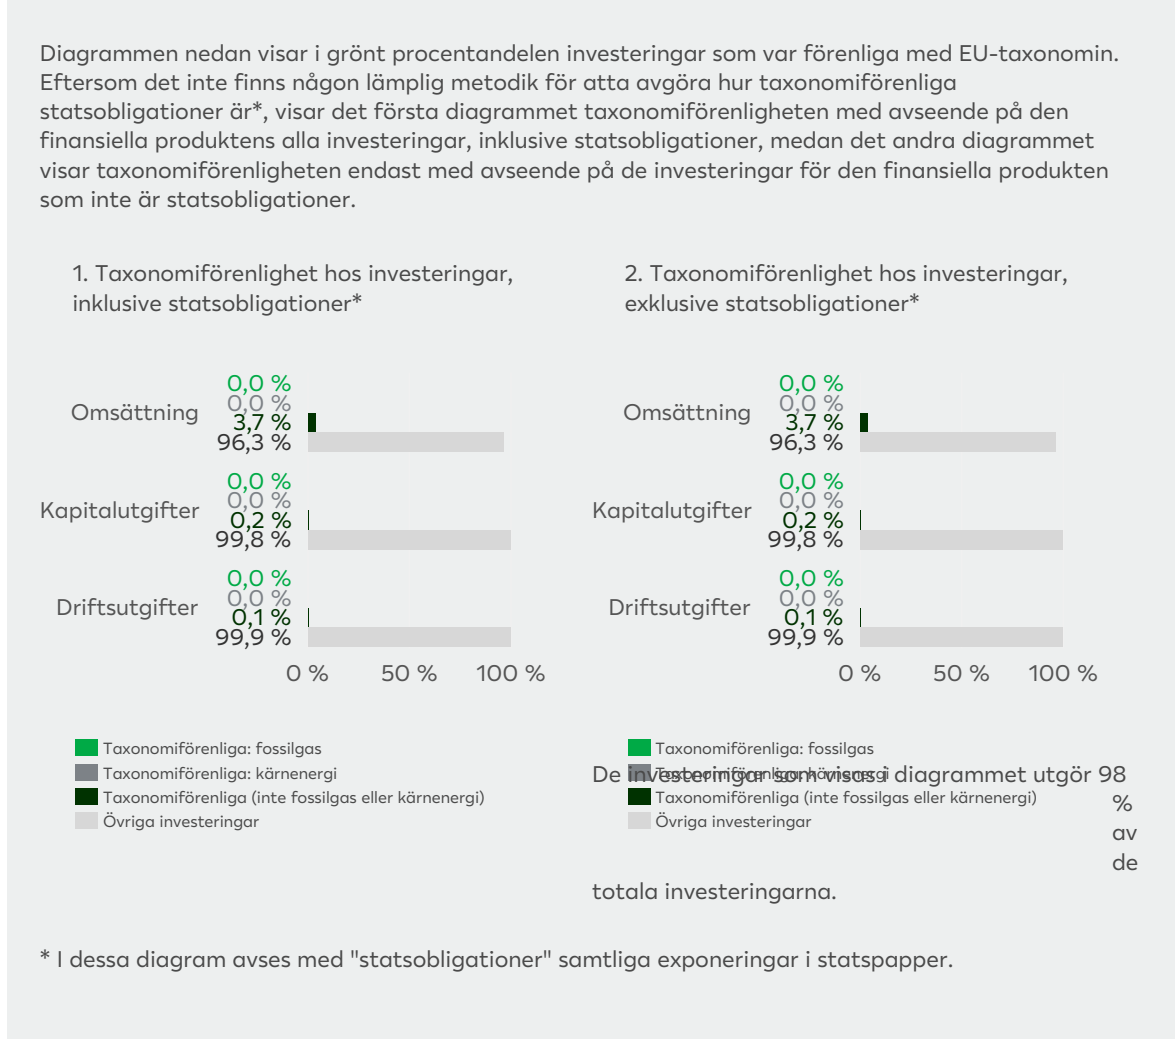 Diagrammen nedan visar i grönt procentandelen investeringar som var förenliga med EU-taxonomin.
Eftersom det inte finns någon lämplig metodik för atta avgöra hur taxonomiförenliga
statsobligationer är*, visar det första diagrammet taxonomiförenligheten med avseende på den
finansiella produktens alla investeringar, inklusive statsobligationer, medan det andra diagrammet
visar taxonomiförenligheten endast med avseende på de investeringar för den finansiella produkten
som inte är statsobligationer.
1. Taxonomiförenlighet hos investeringar,
inklusive statsobligationer*
Omsättning
0,0 %
0,0 %
3,7 %
96,3 %
Kapitalutgifter
0,0 %
0,0 %
0,2 %
99,8 %
Driftsutgifter
0,0 %
0,0 %
0,1 %
99,9 %
0 % 50 % 100 %
Taxonomiförenliga: fossilgas
Taxonomiförenliga: kärnenergi
Taxonomiförenliga (inte fossilgas eller kärnenergi)
Övriga investeringar
2. Taxonomiförenlighet hos investeringar,
exklusive statsobligationer*
Omsättning
0,0 %
0,0 %
3,7 %
96,3 %
Kapitalutgifter
0,0 %
0,0 %
0,2 %
99,8 %
Driftsutgifter
0,0 %
0,0 %
0,1 %
99,9 %
0 % 50 % 100 %
Taxonomiförenliga: fossilgas
Taxonomiförenliga: kärnenergi
Taxonomiförenliga (inte fossilgas eller kärnenergi)
Övriga investeringar
De investeringar som visas i diagrammet utgör 98
%
av
de
totala investeringarna.
* I dessa diagram avses med "statsobligationer" samtliga exponeringar i statspapper.